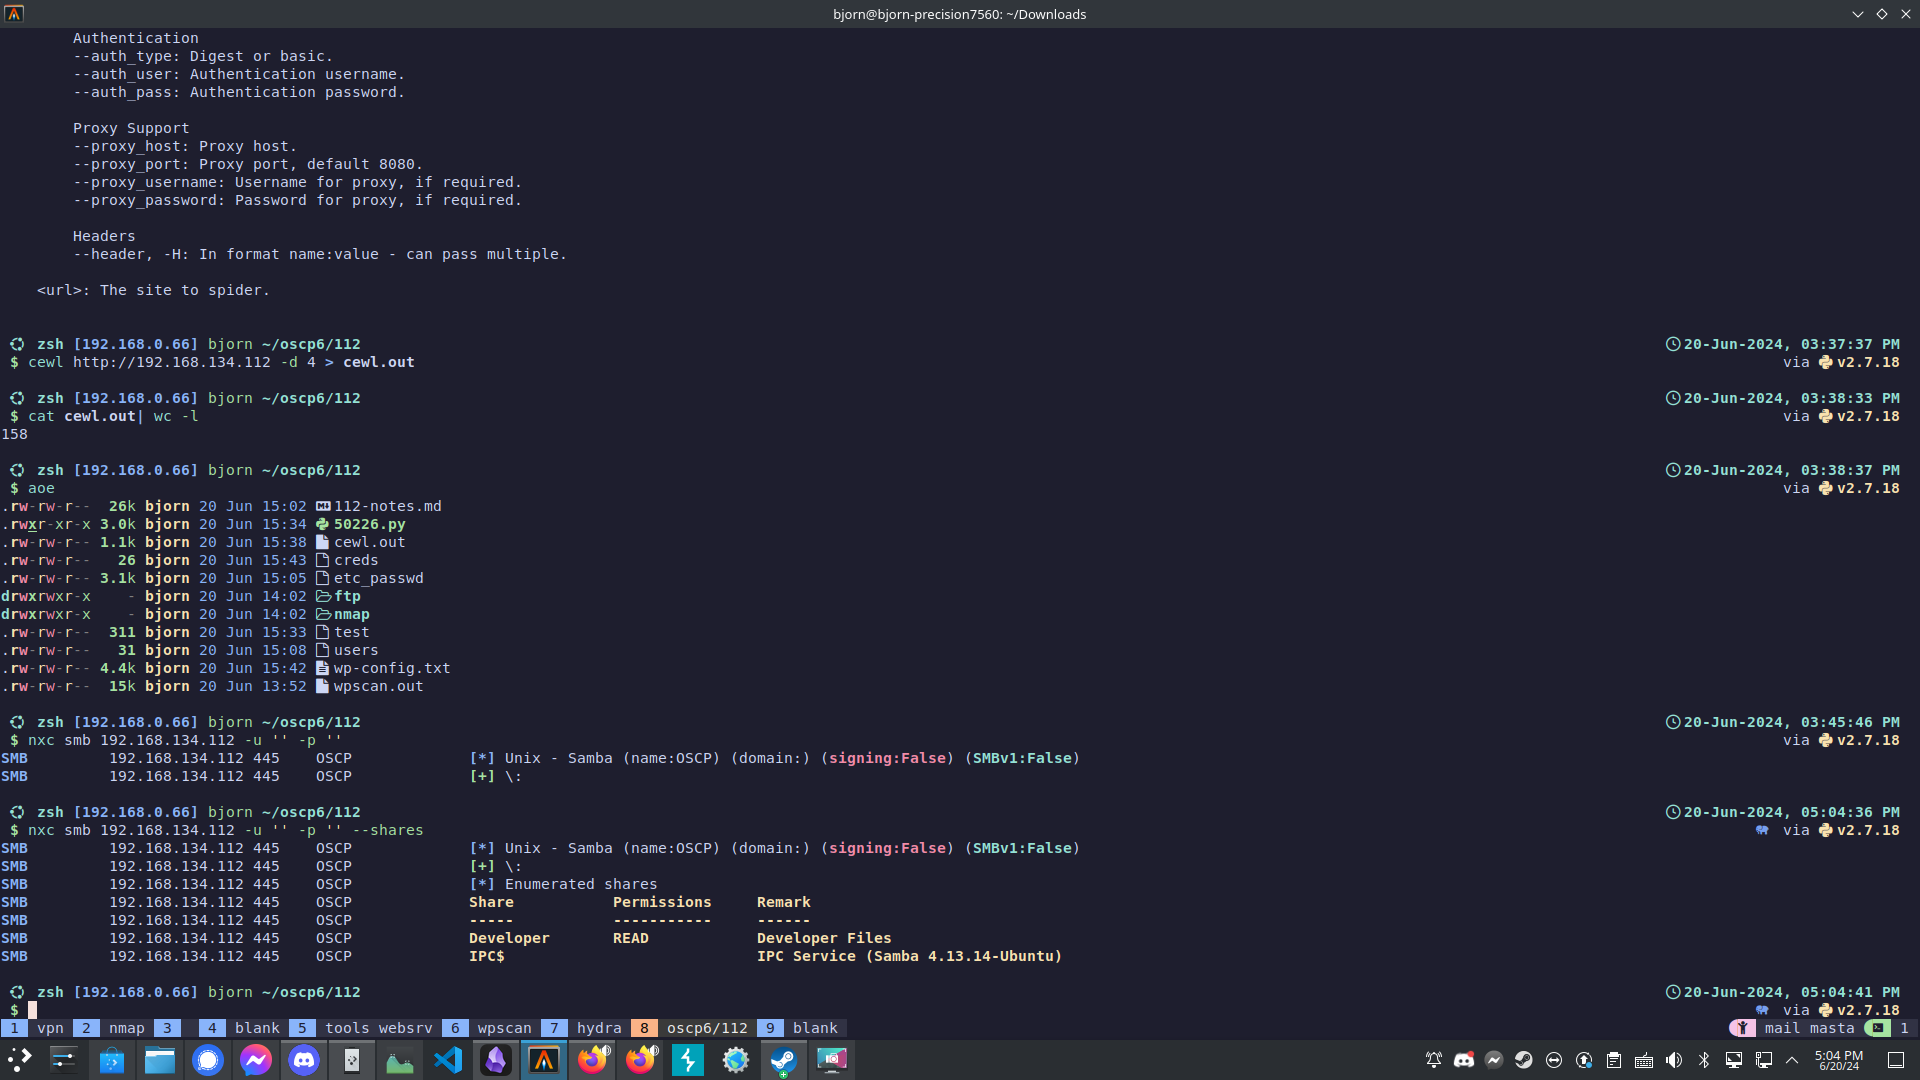 bjorn@bjorn-precision7560: ~/Downloads
Authentication
--auth_type: Digest or basic.
--auth_user: Authentication username.
--auth_pass: Authentication password.
Proxy Support
--proxy_host: Proxy host.
--proxy_port: Proxy port, default 8080.
--proxy_username: Username for proxy, if required.
--proxy_password: Password for proxy, if required.
Headers
--header, -H: In format name:value - can pass multiple.
<url>: The site to spider.
zsh [192.168.0.66] bjorn ~/oscp6/112 20-Jun-2024, 03:37:37 PM
$ cewl http://192.168.134.112 -d 4 > cewl.out via v2.7.18
zsh [192.168.0.66] bjorn ~/oscp6/112 20-Jun-2024, 03:38:33 PM
$ cat cewl.out| wc -l via v2.7.18
158
zsh [192.168.0.66] bjorn ~/oscp6/112 20-Jun-2024, 03:38:37 PM
$ aoe via v2.7.18
.rw-rw-r-- 26k bjorn 20 Jun 15:02 112-notes.md
.rwxr-xr-x 3.0k bjorn 20 Jun 15:34 50226.py
.rw-rw-r-- 1.1k bjorn 20 Jun 15:38 cewl.out
.rw-rw-r-- 26 bjorn 20 Jun 15:43 creds
.rw-rw-r-- 3.1k bjorn 20 Jun 15:05 etc_passwd
drwxrwxr-x - bjorn 20 Jun 14:02 ftp
drwxrwxr-x - bjorn 20 Jun 14:02 nmap
.rw-rw-r-- 311 bjorn 20 Jun 15:33 test
.rw-rw-r-- 31 bjorn 20 Jun 15:08 users
.rw-rw-r-- 4.4k bjorn 20 Jun 15:42 wp-config.txt
.rw-rw-r-- 15k bjorn 20 Jun 13:52 wpscan.out
zsh [192.168.0.66] bjorn ~/oscp6/112 20-Jun-2024, 03:45:46 PM
$ nxc smb 192.168.134.112 -u '' -p '' via v2.7.18
SMB 192.168.134.112 445 OSCP [*] Unix - Samba (name:OSCP) (domain:) (signing:False) (SMBv1:False)
SMB 192.168.134.112 445 OSCP [+] \:
zsh [192.168.0.66] bjorn ~/oscp6/112 20-Jun-2024, 05:04:36 PM
$ nxc smb 192.168.134.112 -u '' -p '' --shares via v2.7.18
SMB 192.168.134.112 445 OSCP [*] Unix - Samba (name:OSCP) (domain:) (signing:False) (SMBv1:False)
SMB 192.168.134.112 445 OSCP [+] \:
SMB 192.168.134.112 445 OSCP [*] Enumerated shares
SMB 192.168.134.112 445 OSCP Share Permissions Remark
SMB 192.168.134.112 445 OSCP ----- ----------- ------
SMB 192.168.134.112 445 OSCP Developer READ Developer Files
SMB 192.168.134.112 445 OSCP IPC$ IPC Service (Samba 4.13.14-Ubuntu)
zsh [192.168.0.66] bjorn ~/oscp6/112 20-Jun-2024, 05:04:41 PM
$ via v2.7.18
1 vpn 2 nmap 3 4 blank 5 tools websrv 6 wpscan 7 hydra 8 oscp6/112 9 blank mail masta 1
5:04 PM
6/20/24